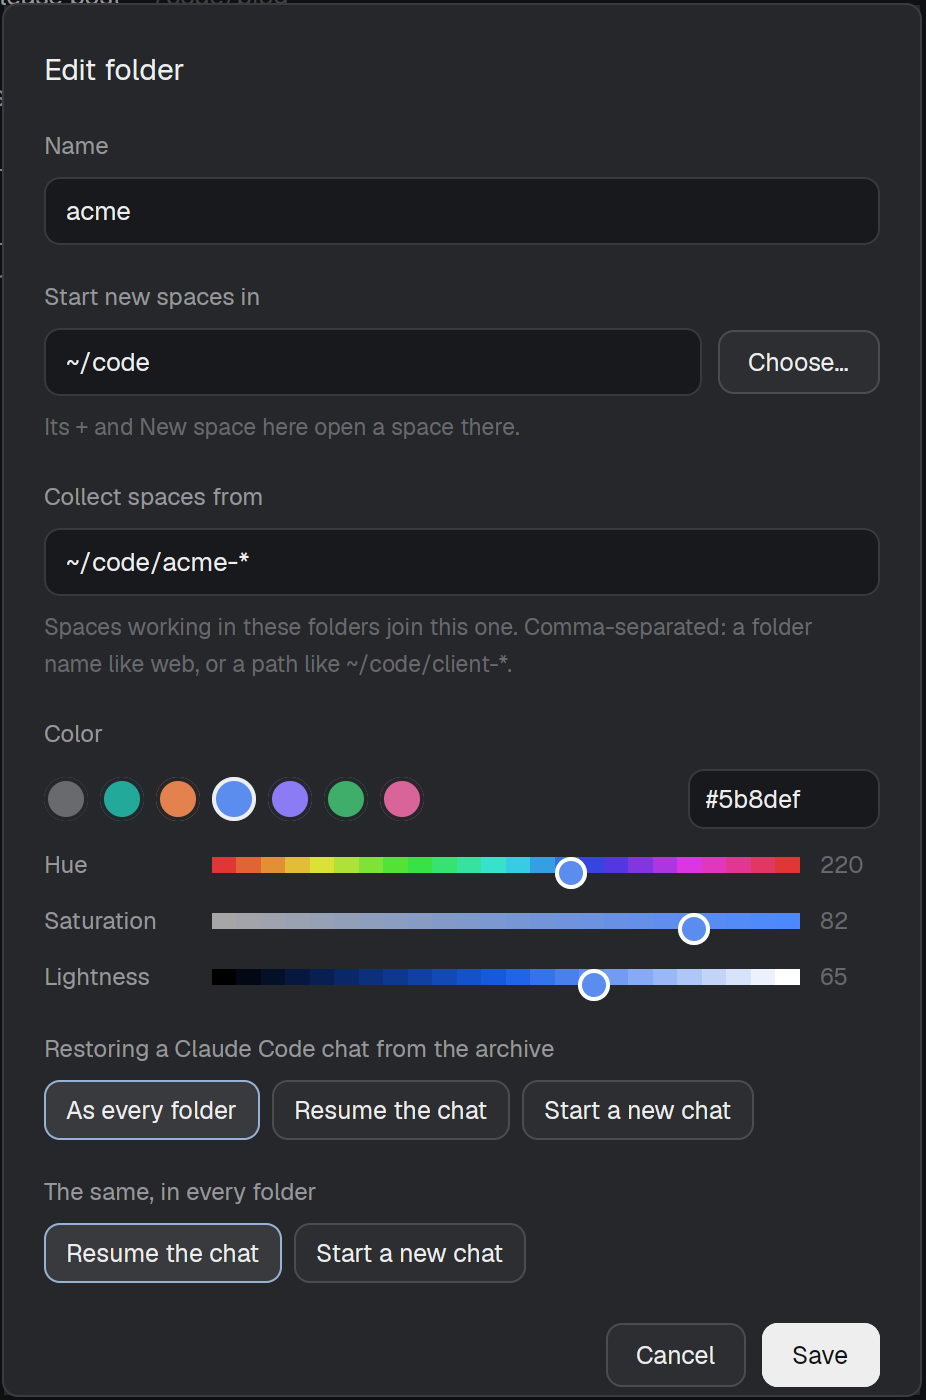 Edit folder
Name
acme
Start new spaces in
~/code
Choose...
Its + and New space here open a space there.
Collect spaces from
~/code/acme-*
Spaces working in these folders join this one. Comma-separated: a folder
name like web, or a path like ~/code/client-*.
Color
#5b8def
Hue
220
Saturation
82
Lightness
65
Restoring a Claude Code chat from the archive
As every folder
Resume the chat
Start a new chat
The same, in every folder
Resume the chat
Start a new chat
Cancel
Save